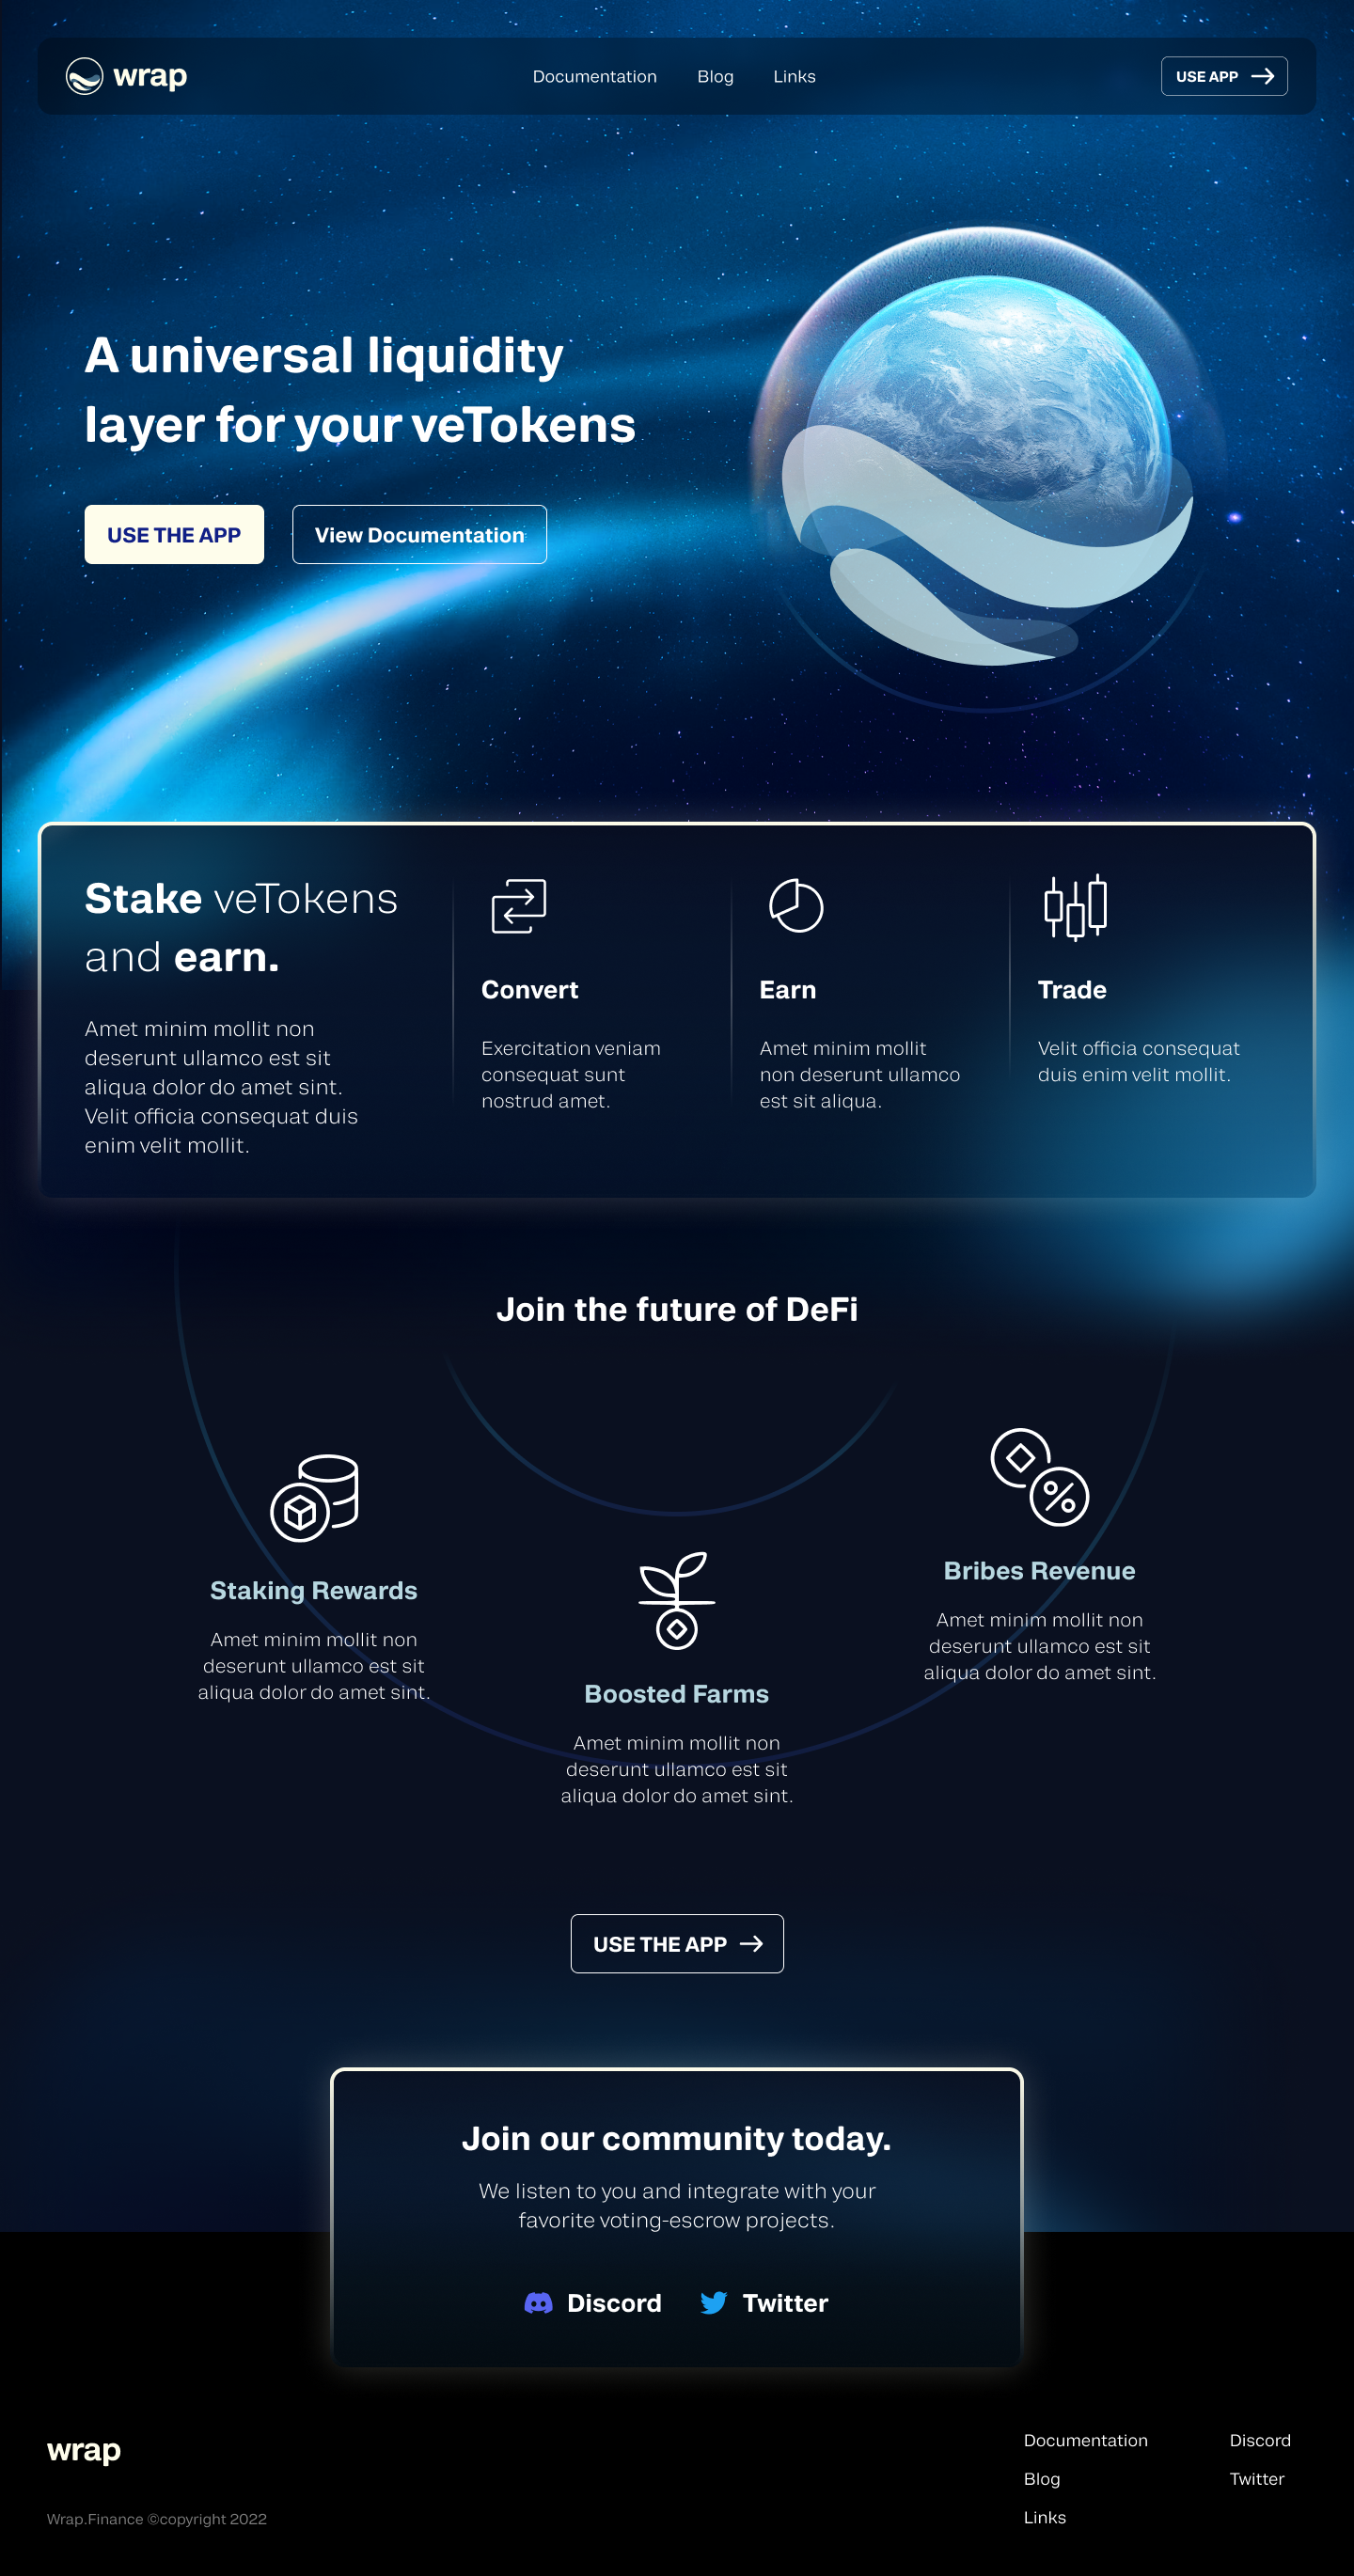 wrap
Documentation
Blog
Links
USE APP
A universal liquidity
layer for your veTokens
USE THE APP
View Documentation
Stake veTokens
and earn.
Amet minim mollit non
deserunt ullamco est sit
aliqua dolor do amet sint.
Velit officia consequat duis
enim velit mollit.
Convert
Exercitation veniam
consequat sunt
nostrud amet.
Earn
Amet minim mollit
non deserunt ullamco
est sit aliqua.
Trade
Velit officia consequat
duis enim velit mollit.
Join the future of DeFi
Staking Rewards
Amet minim mollit non
deserunt ullamco est sit
aliqua dolor do amet sint.
Boosted Farms
Amet minim mollit non
deserunt ullamco est sit
aliqua dolor do amet sint.
Bribes Revenue
Amet minim mollit non
deserunt ullamco est sit
aliqua dolor do amet sint.
USE THE APP
Join our community today.
We listen to you and integrate with your
favorite voting-escrow projects.
Discord
Twitter
wrap
Wrap.Finance ©copyright 2022
Documentation
Blog
Links
Discord
Twitter